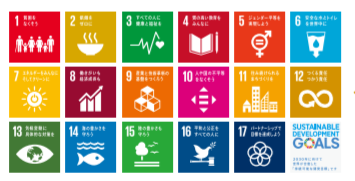 1 貧困を
なくそう
2 飢餓を
ゼロに
3 すべての人に
健康と福祉を
4 質の高い教育を
みんなに
5 ジェンダー平等を
実現しよう
6 安全な水とトイレ
を世界中に
7 エネルギーをみんなに
そしてクリーンに
8 働きがいも
経済成長も
9 産業と技術革新の
基盤をつくろう
10 人や国の不平等
をなくそう
11 住み続けられる
まちづくりを
12 つくる責任
つかう責任
13 気候変動に
具体的な対策を
14 海の豊かさを
守ろう
15 陸の豊かさも
守ろう
16 平和と公正を
すべての人に
17 パートナーシップで
目標を達成しよう
SUSTAINABLE
DEVELOPMENT
GOALS